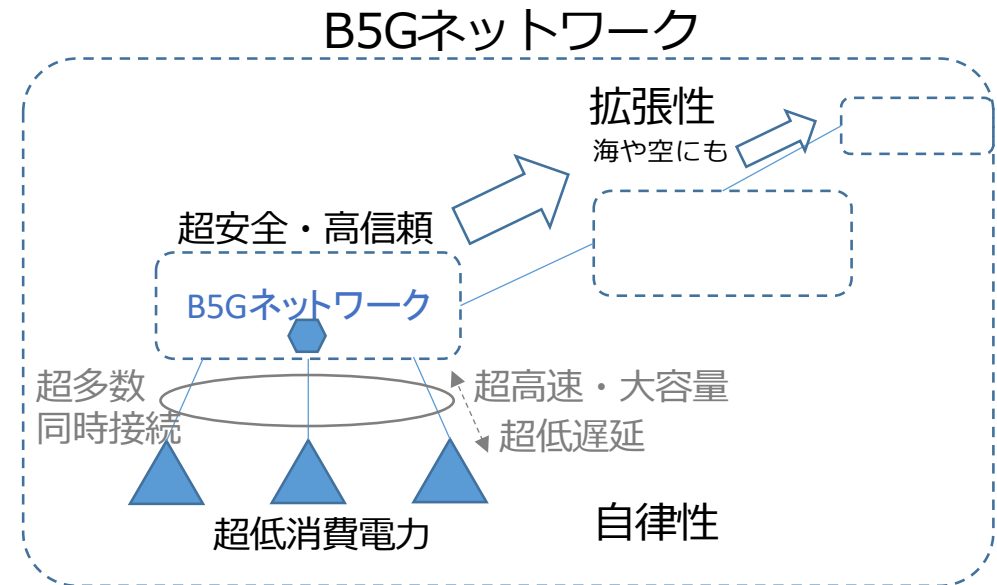 B5Gネットワーク
拡張性
海や空にも
超安全・高信頼
B5Gネットワーク
超多数
同時接続
超高速・大容量
超低遅延
超低消費電力
自律性